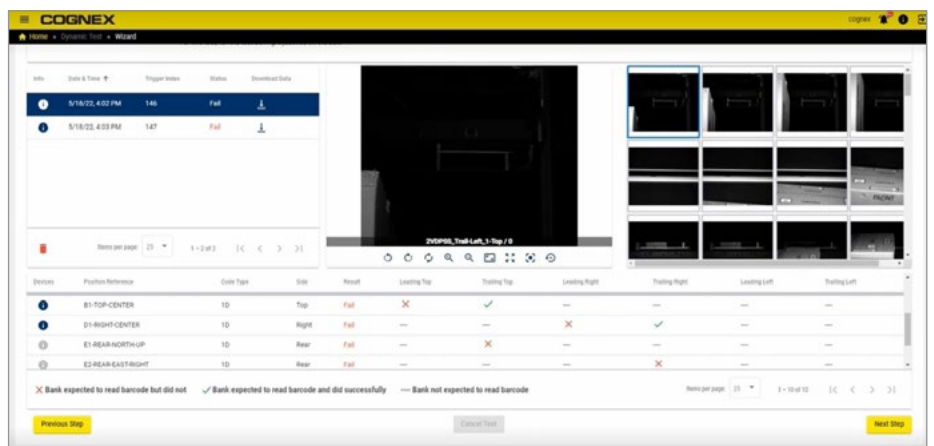 COGNEX
cognex
Home • Dynamic Test • Wizard
Info Date & Time Trigger Index Status Download Data
5/18/22, 4:02 PM 146 Fail
5/18/22, 4:03 PM 147 Fail
Items per page: 25 1 – 2 of 2
2VDPSS_Trail-Left_1-Top / 0
FRONT
Devices Position Reference Code Type Side Result Leading Top Trailing Top Leading Right Trailing Right Leading Left Trailing Left
B1-TOP-CENTER 1D Top Fail X ✓ — — — —
D1-RIGHT-CENTER 1D Right Fail — — X ✓ — —
E1-REAR-NORTH-UP 1D Rear Fail — X — — — —
E2-REAR-EAST-RIGHT 1D Rear Fail — — — X — —
X Bank expected to read barcode but did not ✓ Bank expected to read barcode and did successfully — Bank not expected to read barcode
Items per page: 25 1 – 10 of 10
Previous Step Cancel Test Next Step